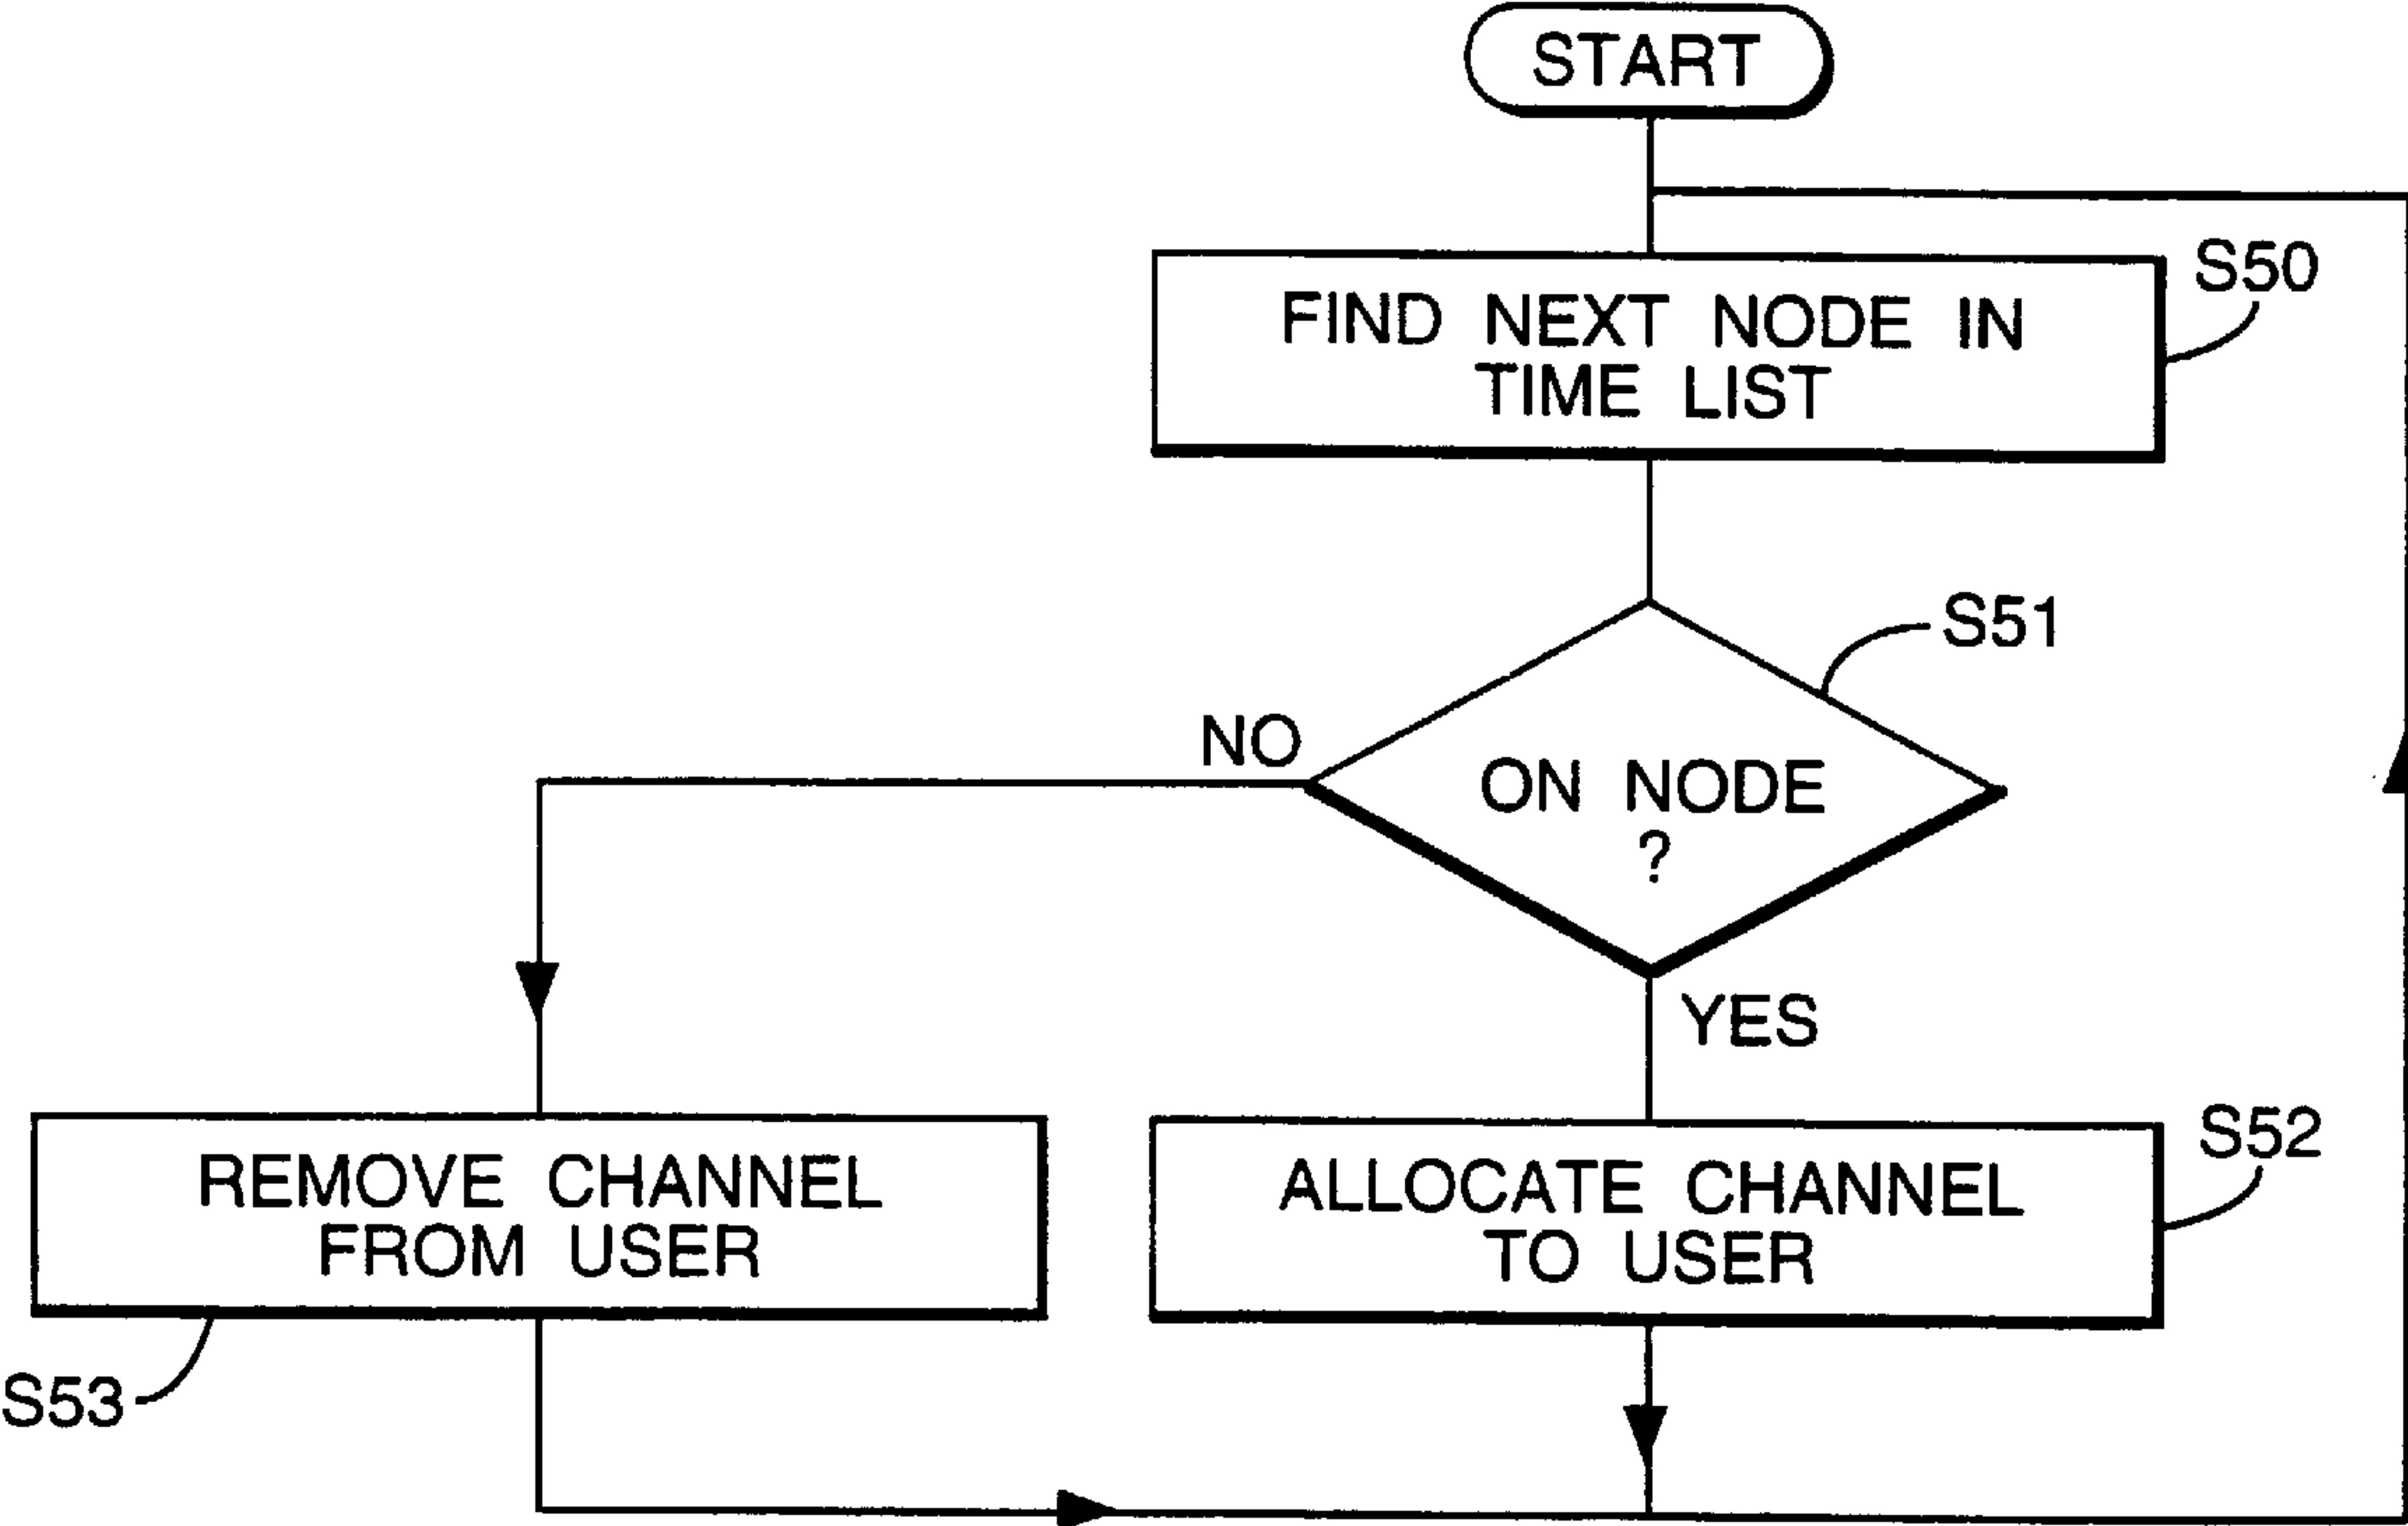 START
FIND NEXT NODE IN
TIME LIST
S50
S51
NO
ON NODE
?
YES
REMOVE CHANNEL
FROM USER
ALLOCATE CHANNEL
TO USER
S52
S53